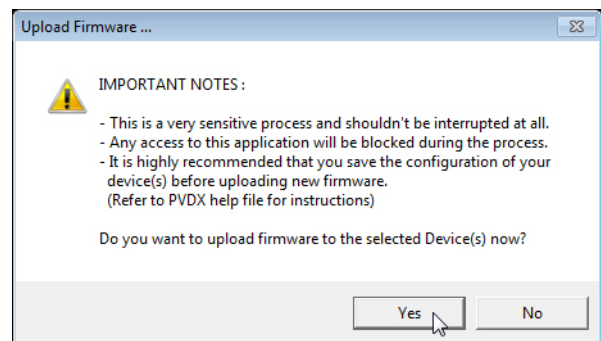 Upload Firmware ...
IMPORTANT NOTES :
- This is a very sensitive process and shouldn't be interrupted at all.
- Any access to this application will be blocked during the process.
- It is highly recommended that you save the configuration of your
device(s) before uploading new firmware.
(Refer to PVDX help file for instructions)
Do you want to upload firmware to the selected Device(s) now?
Yes
No